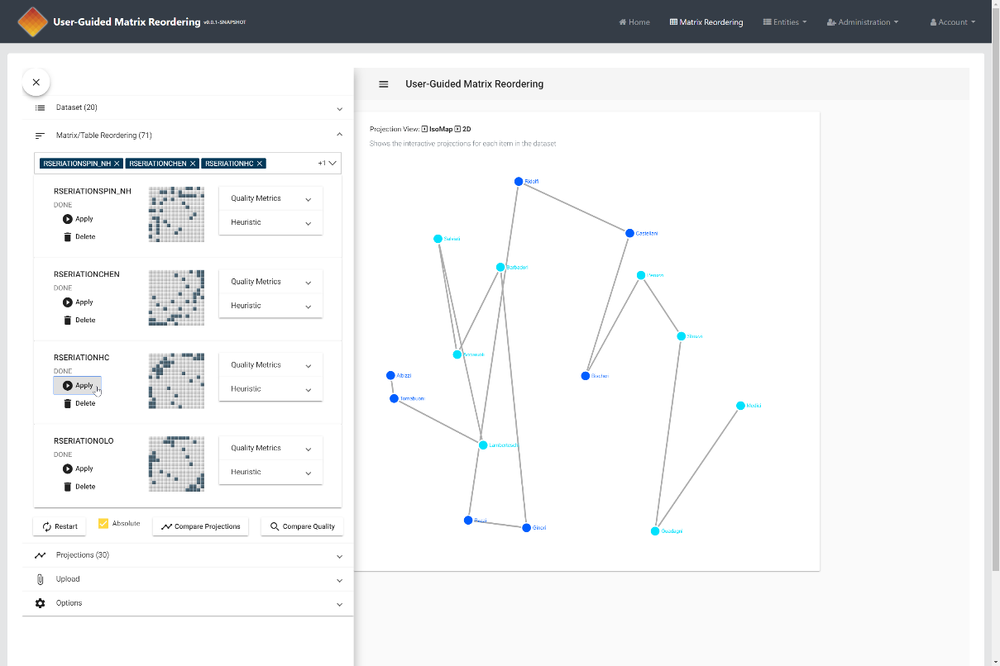 User-Guided Matrix Reordering v0.0.1-SNAPSHOT
Home
Matrix Reordering
Entities
Administration
Account
Dataset (20)
Matrix/Table Reordering (71)
RSERIATIONSPIN_NH
RSERIATIONCHEN
RSERIATIONHC
+1
RSERIATIONSPIN_NH
DONE
Apply
Delete
Quality Metrics
Heuristic
RSERIATIONCHEN
DONE
Apply
Delete
Quality Metrics
Heuristic
RSERIATIONHC
DONE
Apply
Delete
Quality Metrics
Heuristic
RSERIATIONOLO
DONE
Apply
Delete
Quality Metrics
Heuristic
Restart
Absolute
Compare Projections
Compare Quality
Projections (30)
Upload
Options
User-Guided Matrix Reordering
Projection View: IsoMap 2D
Shows the interactive projections for each item in the dataset
Ridolfi
Castellani
Salviati
Barbadori
Peruzzi
Strozzi
Albizzi
Bischeri
Tornabuoni
Medici
Lamberteschi
Pazzi
Ginori
Guadagni